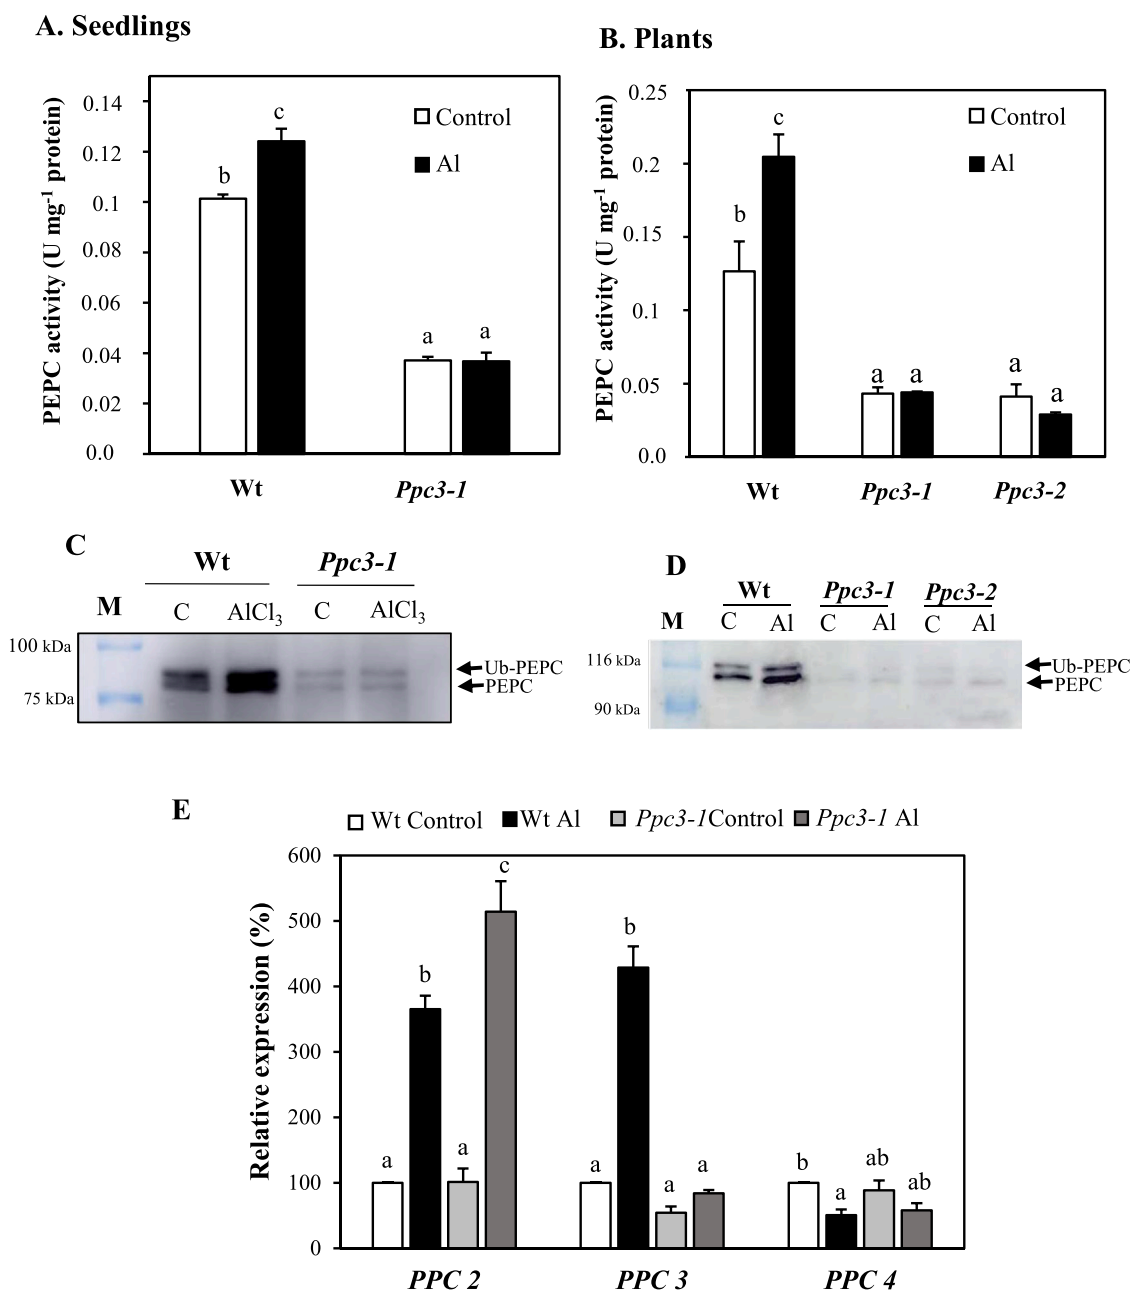 A. Seedlings
PEPC activity (U mg⁻¹ protein)
0.14
0.12
0.1
0.08
0.06
0.04
0.02
0.0
Control
Al
b
c
a
a
Wt
Ppc3-1
B. Plants
PEPC activity (U mg⁻¹ protein)
0.25
0.2
0.15
0.1
0.05
0.0
Control
Al
b
c
a
a
a
a
Wt
Ppc3-1
Ppc3-2
C
Wt
Ppc3-1
M
C
AlCl₃
C
AlCl₃
100 kDa
75 kDa
Ub-PEPC
PEPC
D
Wt
Ppc3-1
Ppc3-2
M
C
Al
C
Al
C
Al
116 kDa
90 kDa
Ub-PEPC
PEPC
E
Wt Control
Wt Al
Ppc3-1Control
Ppc3-1 Al
Relative expression (%)
600
500
400
300
200
100
0
a
b
a
c
a
b
a
a
b
a
ab
ab
PPC 2
PPC 3
PPC 4